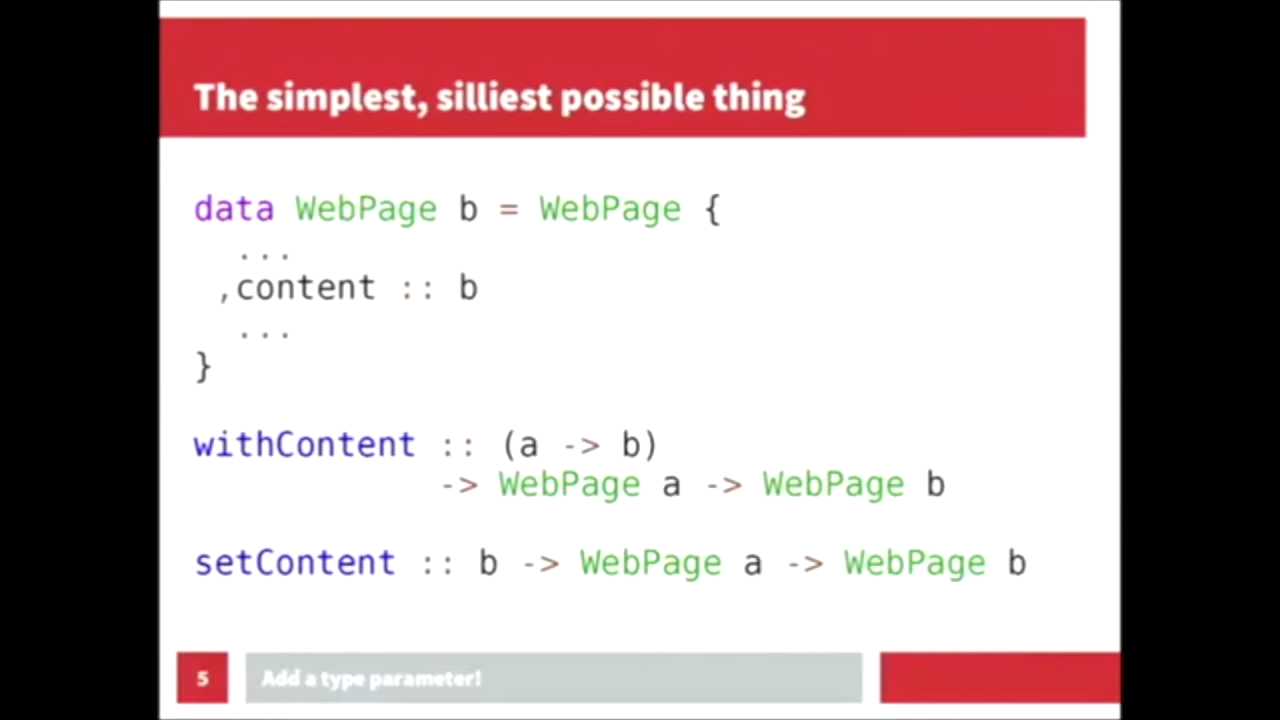 The simplest, silliest possible thing
data WebPage b = WebPage {
...
,content :: b
...
}
withContent :: (a -> b)
-> WebPage a -> WebPage b
setContent :: b -> WebPage a -> WebPage b
5
Add a type parameter!